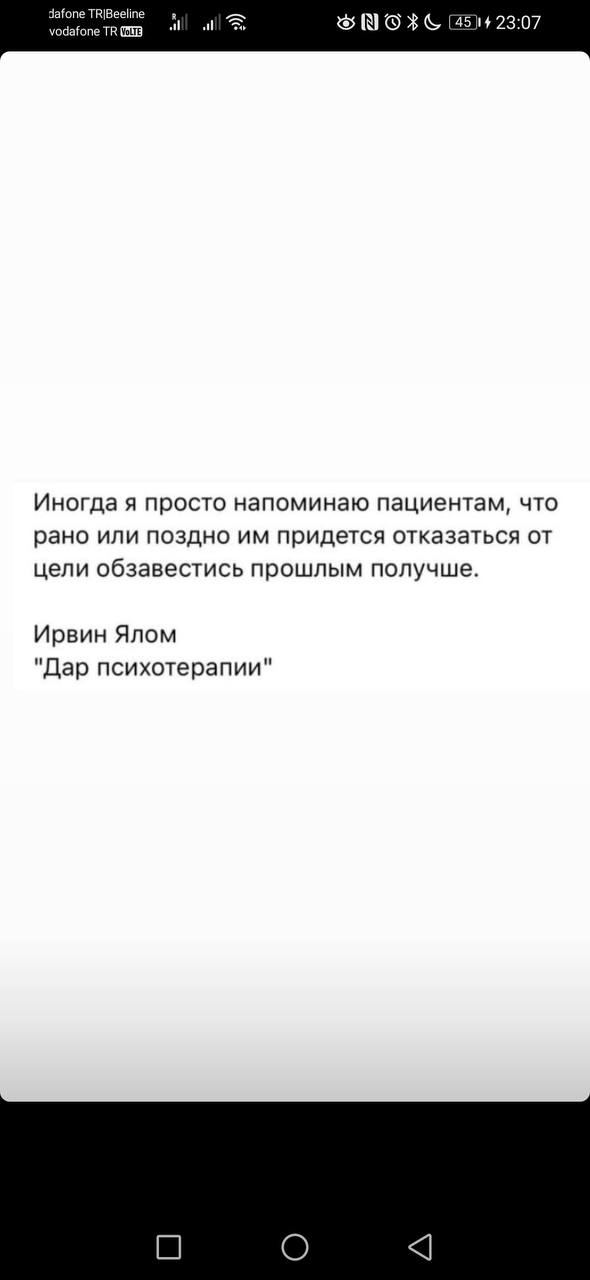 dafone TR|Beeline
vodafone TR VoLTE
R
45
23:07
Иногда я просто напоминаю пациентам, что
рано или поздно им придется отказаться от
цели обзавестись прошлым получше.
Ирвин Ялом
"Дар психотерапии"